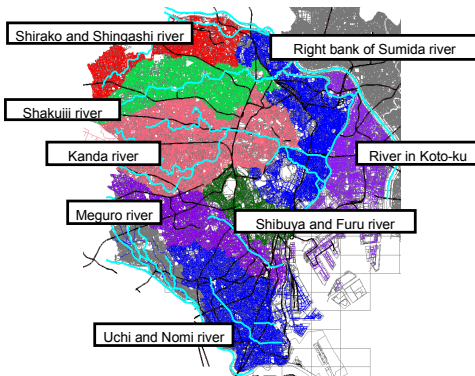 Shirako and Shingashi river
Right bank of Sumida river
Shakujii river
Kanda river
River in Koto-ku
Meguro river
Shibuya and Furu river
Uchi and Nomi river